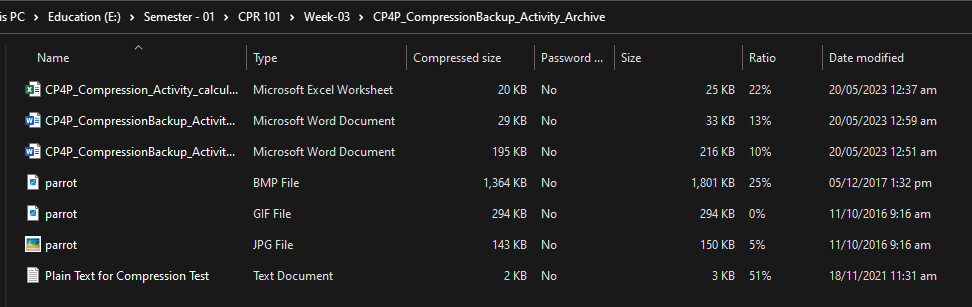 is PC > Education (E:) > Semester - 01 > CPR 101 > Week-03 > CP4P_CompressionBackup_Activity_Archive
Name Type Compressed size Password ... Size Ratio Date modified
CP4P_Compression_Activity_calcul... Microsoft Excel Worksheet 20 KB No 25 KB 22% 20/05/2023 12:37 am
CP4P_CompressionBackup_Activit... Microsoft Word Document 29 KB No 33 KB 13% 20/05/2023 12:59 am
CP4P_CompressionBackup_Activit... Microsoft Word Document 195 KB No 216 KB 10% 20/05/2023 12:51 am
parrot BMP File 1,364 KB No 1,801 KB 25% 05/12/2017 1:32 pm
parrot GIF File 294 KB No 294 KB 0% 11/10/2016 9:16 am
parrot JPG File 143 KB No 150 KB 5% 11/10/2016 9:16 am
Plain Text for Compression Test Text Document 2 KB No 3 KB 51% 18/11/2021 11:31 am